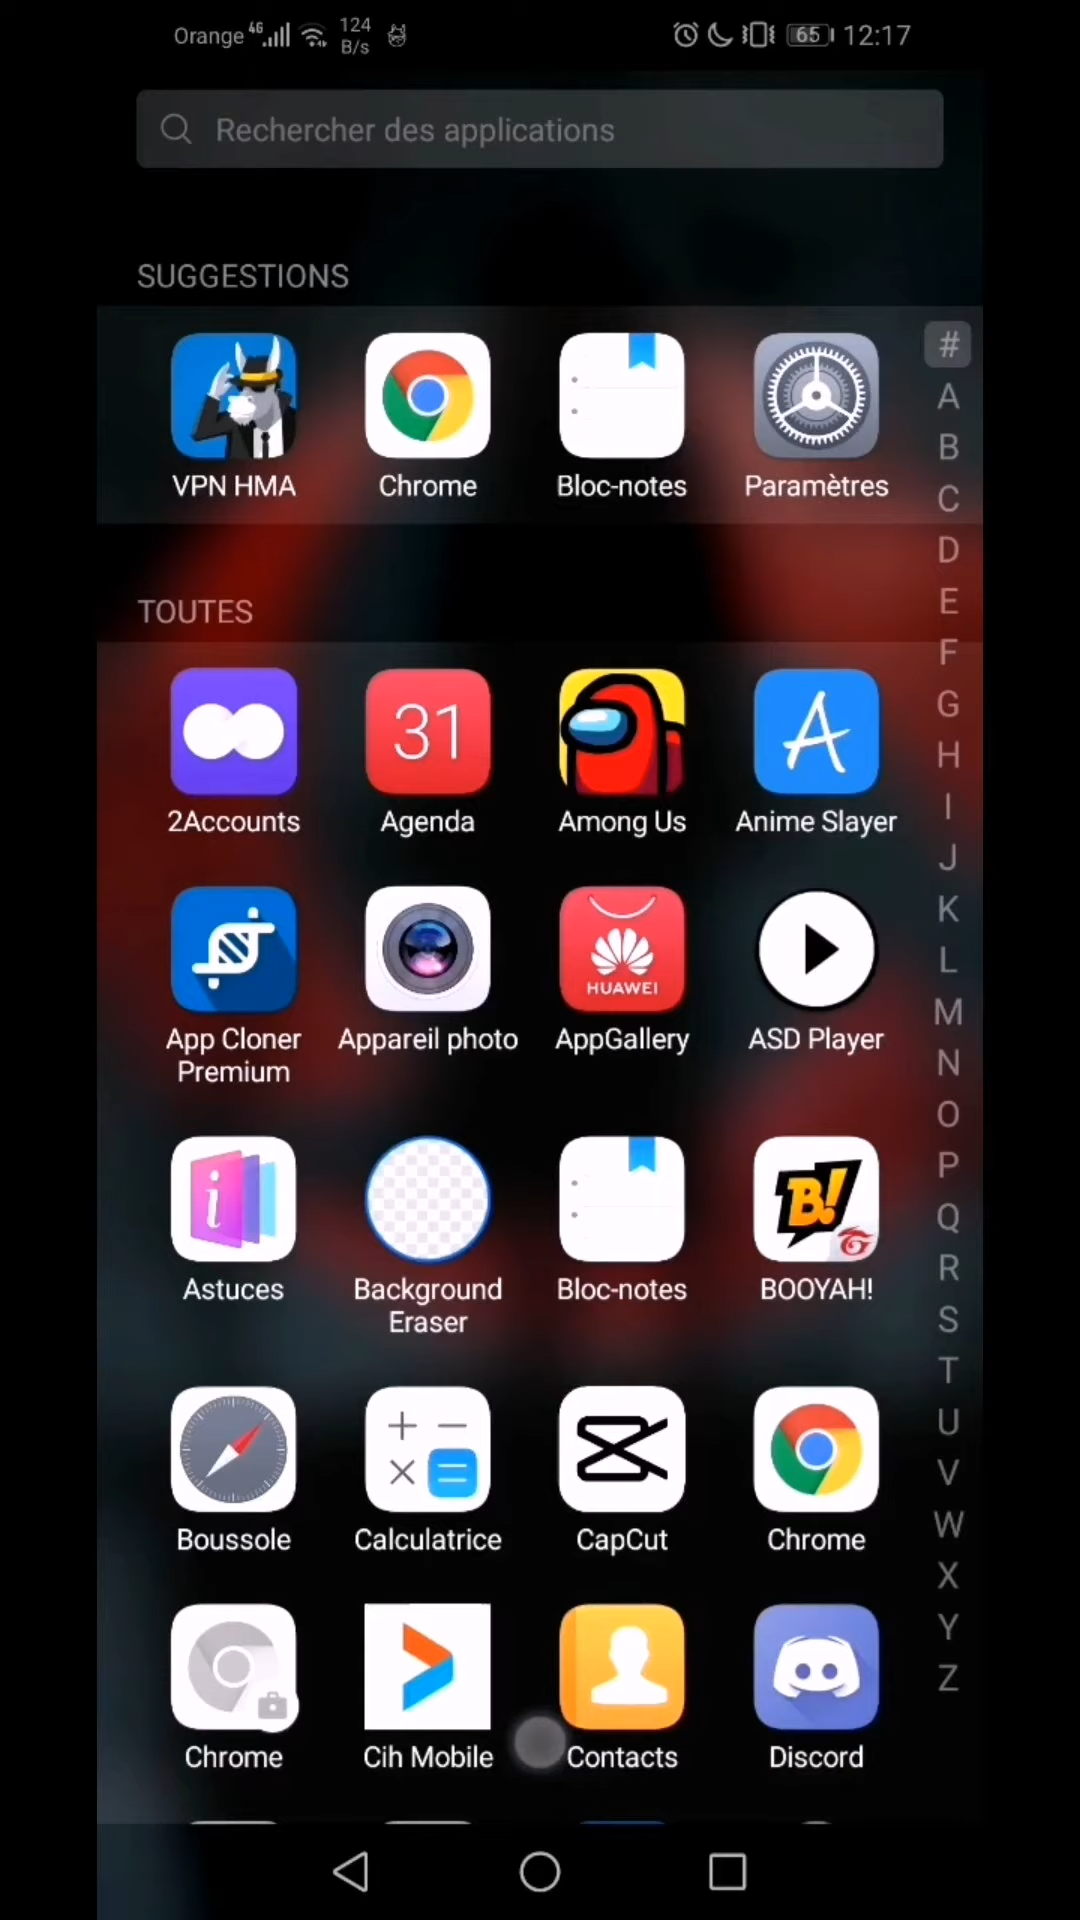 Orange 4G 124 B/s 65 12:17
Rechercher des applications
SUGGESTIONS
VPN HMA Chrome Bloc-notes Paramètres
TOUTES
31
2Accounts Agenda Among Us Anime Slayer
HUAWEI
App Cloner Premium Appareil photo AppGallery ASD Player
i B!
Astuces Background Eraser Bloc-notes BOOYAH!
Boussole Calculatrice CapCut Chrome
Chrome Cih Mobile Contacts Discord
#
A
B
C
D
E
F
G
H
I
J
K
L
M
N
O
P
Q
R
S
T
U
V
W
X
Y
Z